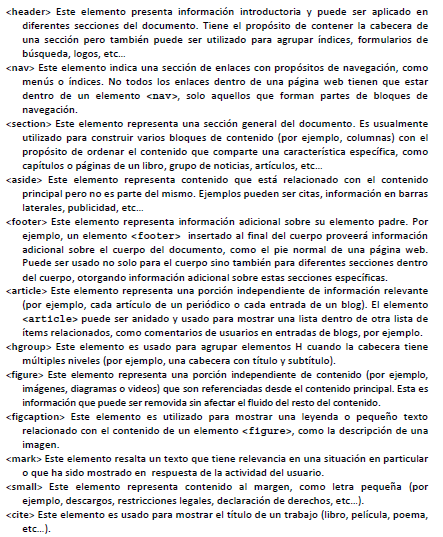 <header> Este elemento presenta información introductoria y puede ser aplicado en
diferentes secciones del documento. Tiene el propósito de contener la cabecera de
una sección pero también puede ser utilizado para agrupar índices, formularios de
búsqueda, logos, etc...
<nav> Este elemento indica una sección de enlaces con propósitos de navegación, como
menús o índices. No todos los enlaces dentro de una página web tienen que estar
dentro de un elemento <nav>, solo aquellos que forman partes de bloques de
navegación.
<section> Este elemento representa una sección general del documento. Es usualmente
utilizado para construir varios bloques de contenido (por ejemplo, columnas) con el
propósito de ordenar el contenido que comparte una característica específica, como
capítulos o páginas de un libro, grupo de noticias, artículos, etc...
<aside> Este elemento representa contenido que está relacionado con el contenido
principal pero no es parte del mismo. Ejemplos pueden ser citas, información en barras
laterales, publicidad, etc...
<footer> Este elemento representa información adicional sobre su elemento padre. Por
ejemplo, un elemento <footer> insertado al final del cuerpo proveerá información
adicional sobre el cuerpo del documento, como el pie normal de una página web.
Puede ser usado no solo para el cuerpo sino también para diferentes secciones dentro
del cuerpo, otorgando información adicional sobre estas secciones específicas.
<article> Este elemento representa una porción independiente de información relevante
(por ejemplo, cada artículo de un periódico o cada entrada de un blog). El elemento
<article> puede ser anidado y usado para mostrar una lista dentro de otra lista de
ítems relacionados, como comentarios de usuarios en entradas de blogs, por ejemplo.
<hgroup> Este elemento es usado para agrupar elementos H cuando la cabecera tiene
múltiples niveles (por ejemplo, una cabecera con título y subtítulo).
<figure> Este elemento representa una porción independiente de contenido (por ejemplo,
imágenes, diagramas o videos) que son referenciadas desde el contenido principal. Esta es
información que puede ser removida sin afectar el fluido del resto del contenido.
<figcaption> Este elemento es utilizado para mostrar una leyenda o pequeño texto
relacionado con el contenido de un elemento <figure>, como la descripción de una
imagen.
<mark> Este elemento resalta un texto que tiene relevancia en una situación en particular
o que ha sido mostrado en respuesta de la actividad del usuario.
<small> Este elemento representa contenido al margen, como letra pequeña (por
ejemplo, descargos, restricciones legales, declaración de derechos, etc...).
<cite> Este elemento es usado para mostrar el título de un trabajo (libro, película, poema,
etc...).